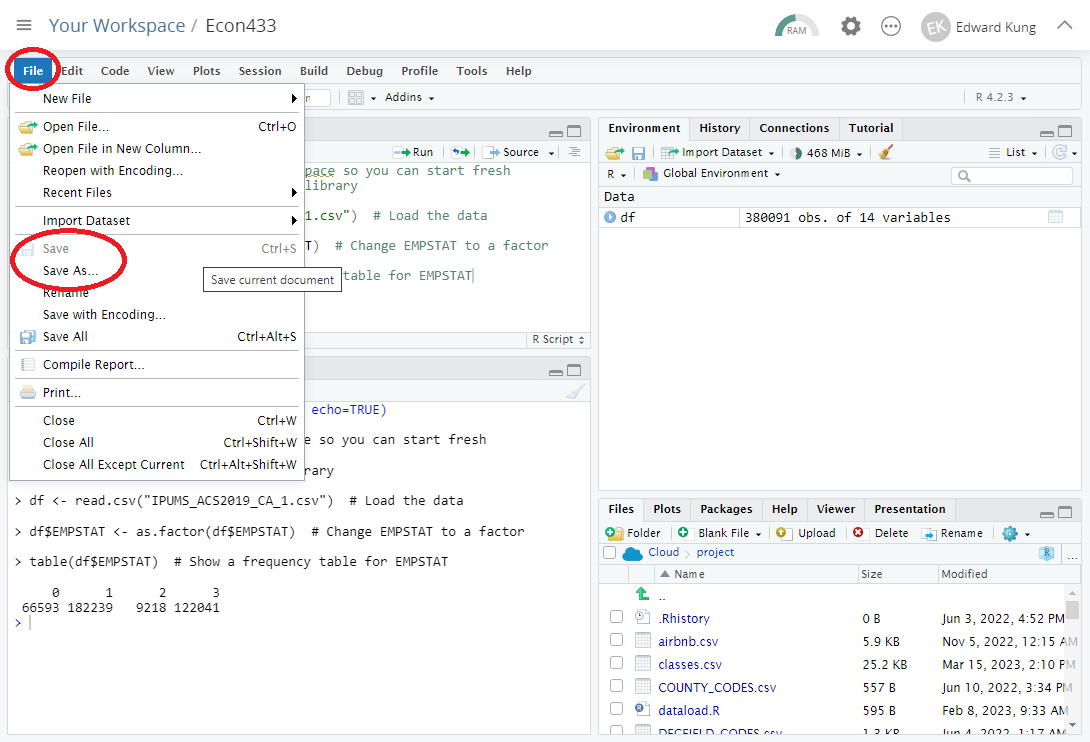 Your Workspace / Econ433
RAM
EK Edward Kung
File Edit Code View Plots Session Build Debug Profile Tools Help
New File
Addins
R 4.2.3
Open File... Ctrl+O
Open File in New Column...
Reopen with Encoding...
Recent Files
Import Dataset
Save Ctrl+S
Save As...
Rename
Save with Encoding...
Save All Ctrl+Alt+S
Compile Report...
Print...
Close Ctrl+W
Close All Ctrl+Shift+W
Close All Except Current Ctrl+Alt+Shift+W
Save current document
Run Source
pace so you can start fresh
library
1.csv") # Load the data
T) # Change EMPSTAT to a factor
table for EMPSTAT
R Script
echo=TRUE)
e so you can start fresh
rary
> df <- read.csv("IPUMS_ACS2019_CA_1.csv") # Load the data
> df$EMPSTAT <- as.factor(df$EMPSTAT) # Change EMPSTAT to a factor
> table(df$EMPSTAT) # Show a frequency table for EMPSTAT
0 1 2 3
66593 182239 9218 122041
>
Environment History Connections Tutorial
Import Dataset 468 MiB List
R Global Environment
Data
df 380091 obs. of 14 variables
Files Plots Packages Help Viewer Presentation
Folder Blank File Upload Delete Rename
Cloud project R ...
Name Size Modified
..
.Rhistory 0 B Jun 3, 2022, 4:52 PM
airbnb.csv 5.9 KB Nov 5, 2022, 12:15 AM
classes.csv 25.2 KB Mar 15, 2023, 2:10 PM
COUNTY_CODES.csv 557 B Jun 10, 2022, 3:34 PM
dataload.R 595 B Feb 8, 2023, 9:33 AM
DEGFIELD_CODES.csv 1.3 KB Jun 4, 2022, 1:17 AM